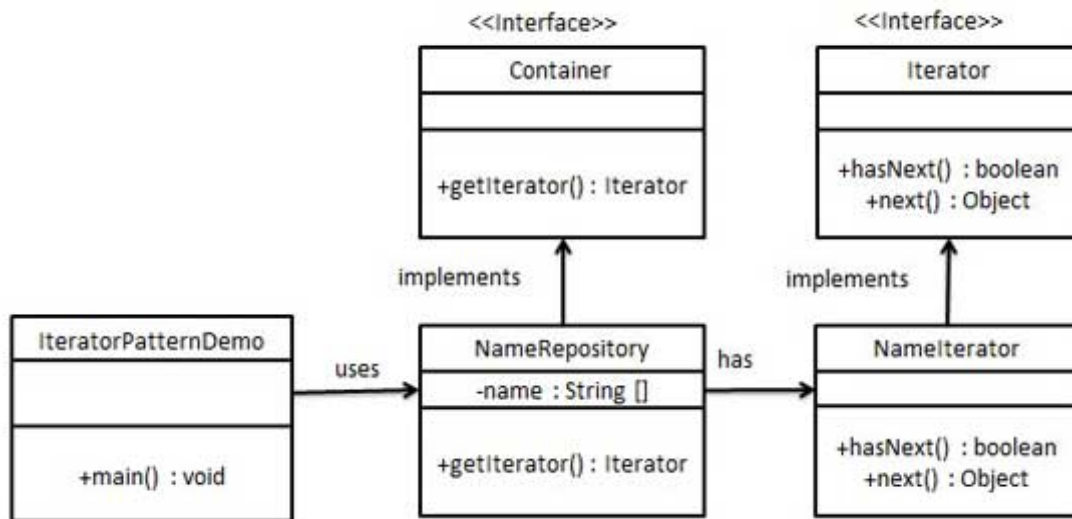 <<Interface>>
<<Interface>>
Container
Iterator
+getIterator() : Iterator
+hasNext() : boolean
+next() : Object
implements
implements
IteratorPatternDemo
uses
NameRepository
has
NameIterator
-name : String []
+main() : void
+getIterator() : Iterator
+hasNext() : boolean
+next() : Object